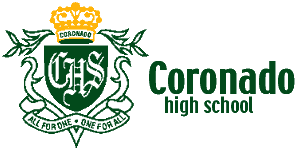 CORONADO
CHS
ALL FOR ONE • ONE FOR ALL
Coronado
high school